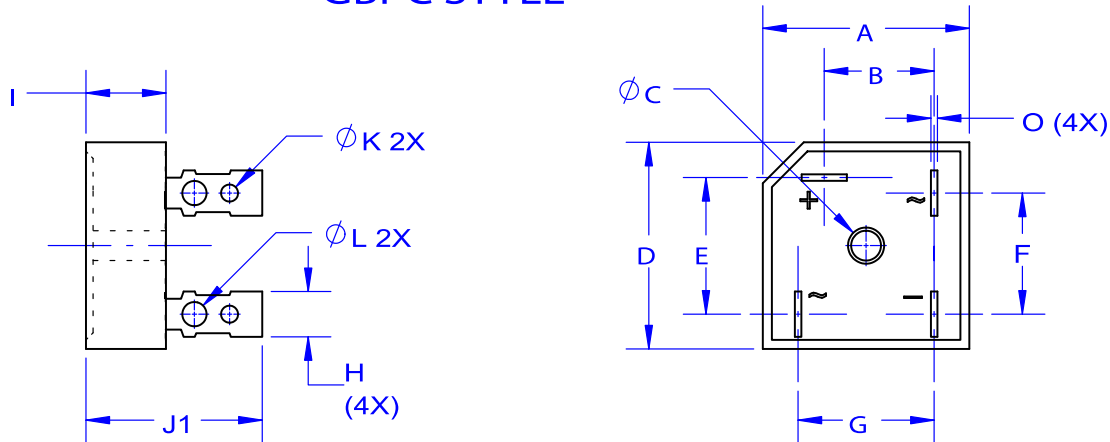 I
ØK 2X
ØL 2X
H
(4X)
J1
A
B
ØC
O (4X)
+
~
D
E
F
~
−
G